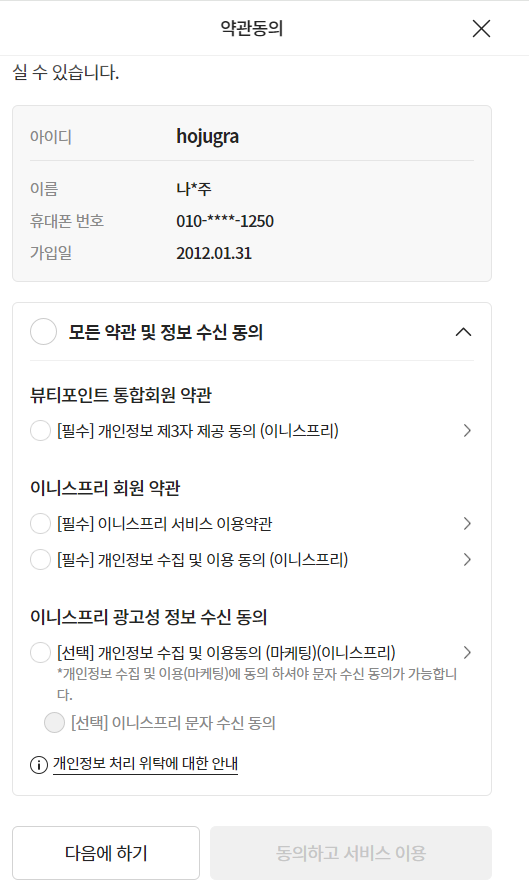 약관동의
실 수 있습니다.
아이디 hojugra
이름 나*주
휴대폰 번호 010-****-1250
가입일 2012.01.31
모든 약관 및 정보 수신 동의
뷰티포인트 통합회원 약관
[필수] 개인정보 제3자 제공 동의 (이니스프리)
이니스프리 회원 약관
[필수] 이니스프리 서비스 이용약관
[필수] 개인정보 수집 및 이용 동의 (이니스프리)
이니스프리 광고성 정보 수신 동의
[선택] 개인정보 수집 및 이용동의 (마케팅)(이니스프리)
*개인정보 수집 및 이용(마케팅)에 동의 하셔야 문자 수신 동의가 가능합니
다.
[선택] 이니스프리 문자 수신 동의
개인정보 처리 위탁에 대한 안내
다음에 하기 동의하고 서비스 이용